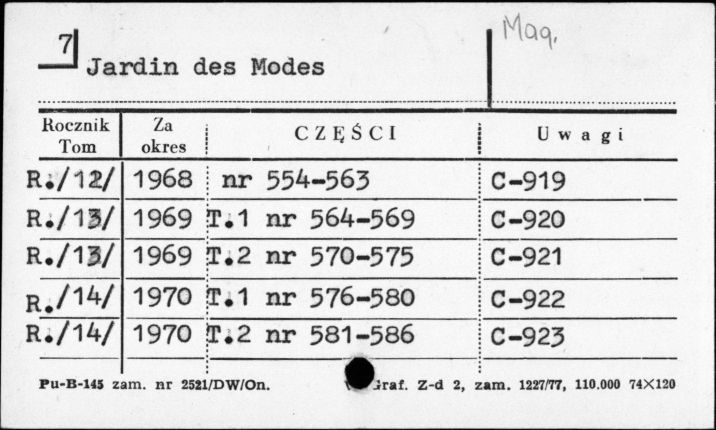 7
Mag.
Jardin des Modes
Rocznik Tom Za okres CZĘŚCI Uwagi
R./12/ 1968 nr 554-563 C-919
R./13/ 1969 T.1 nr 564-569 C-920
R./13/ 1969 T.2 nr 570-575 C-921
R./14/ 1970 T.1 nr 576-580 C-922
R./14/ 1970 T.2 nr 581-586 C-923
Pu-B-145 zam. nr 2521/DW/On. Graf. Z-d 2, zam. 1227/77, 110.000 74×120